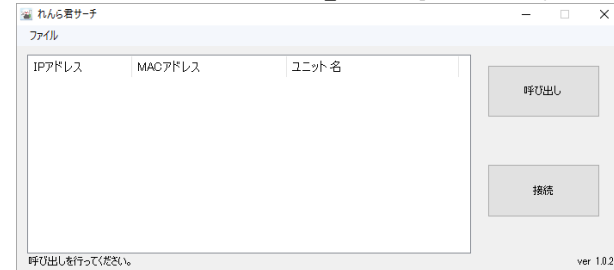 れんら君サーチ
ファイル
IPアドレス MACアドレス ユニット名
呼び出し
接続
呼び出しを行ってください。 ver 1.0.2